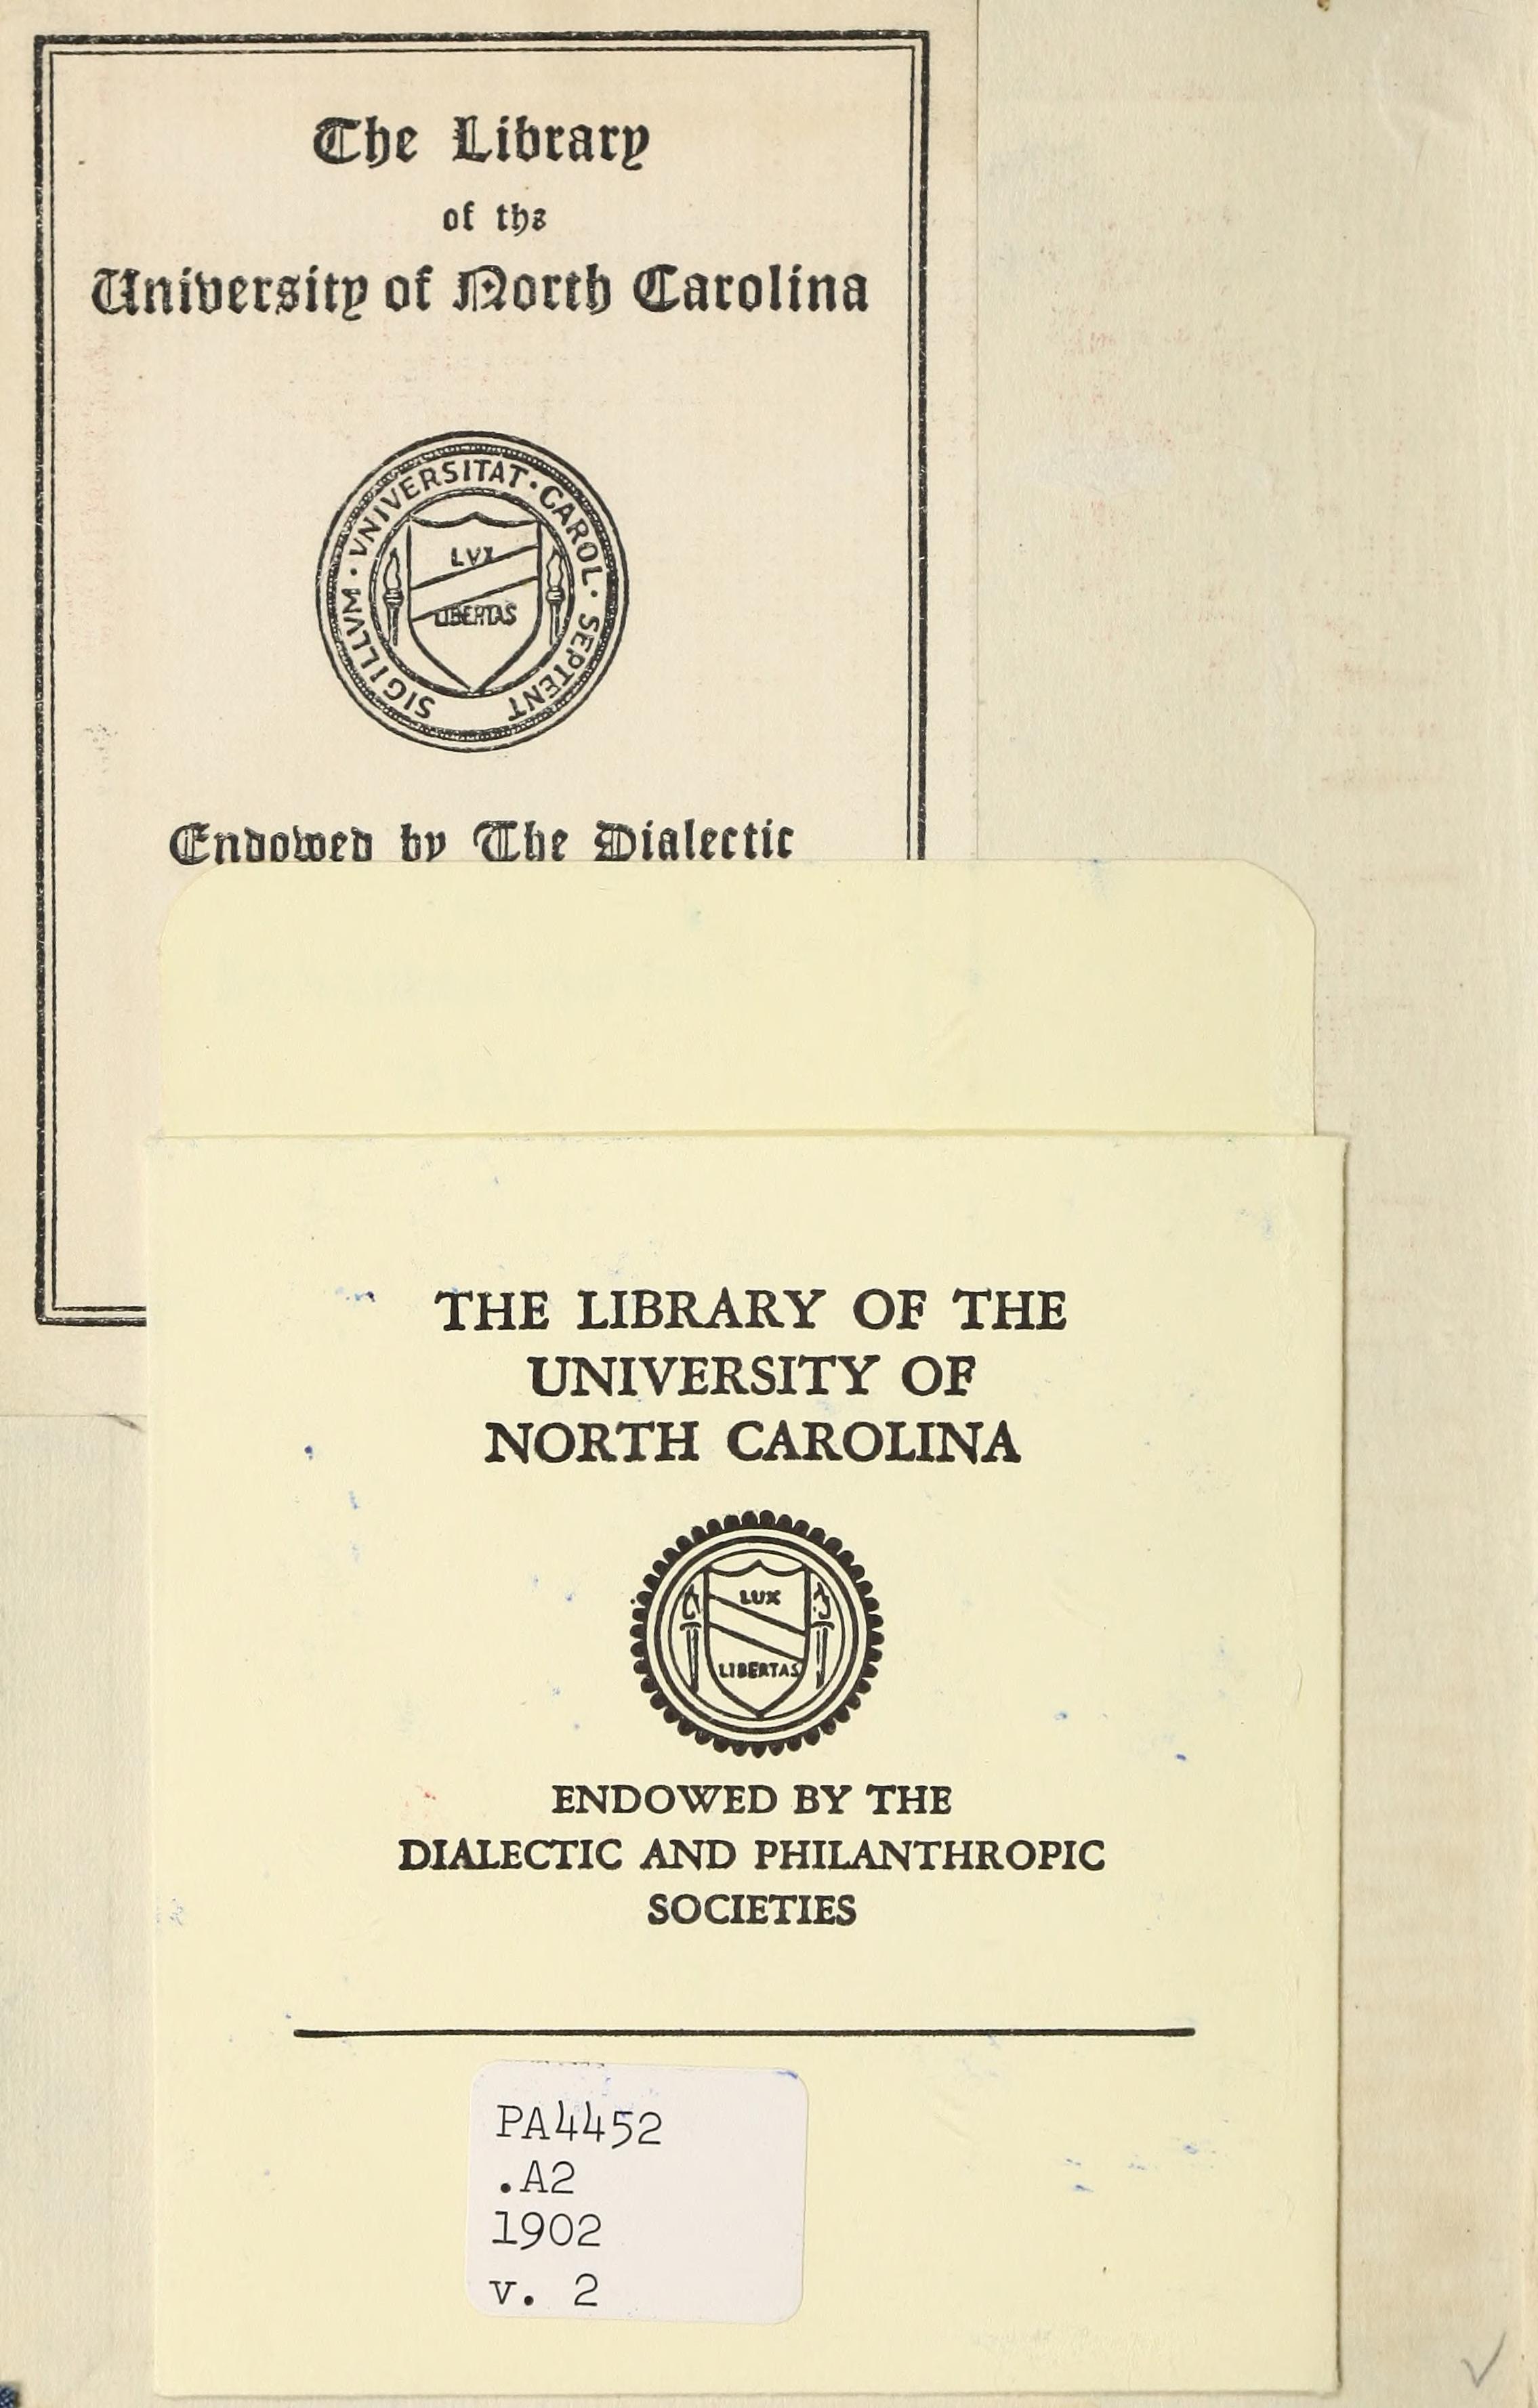 The Library
of the
University of North Carolina
SIGILLVM · VNIVERSITAT · CAROL · SEPTENT
LVX
LIBERTAS
Endowed by The Dialectic
THE LIBRARY OF THE
UNIVERSITY OF
NORTH CAROLINA
LUX
LIBERTAS
ENDOWED BY THE
DIALECTIC AND PHILANTHROPIC
SOCIETIES
PA4452
.A2
1902
v. 2